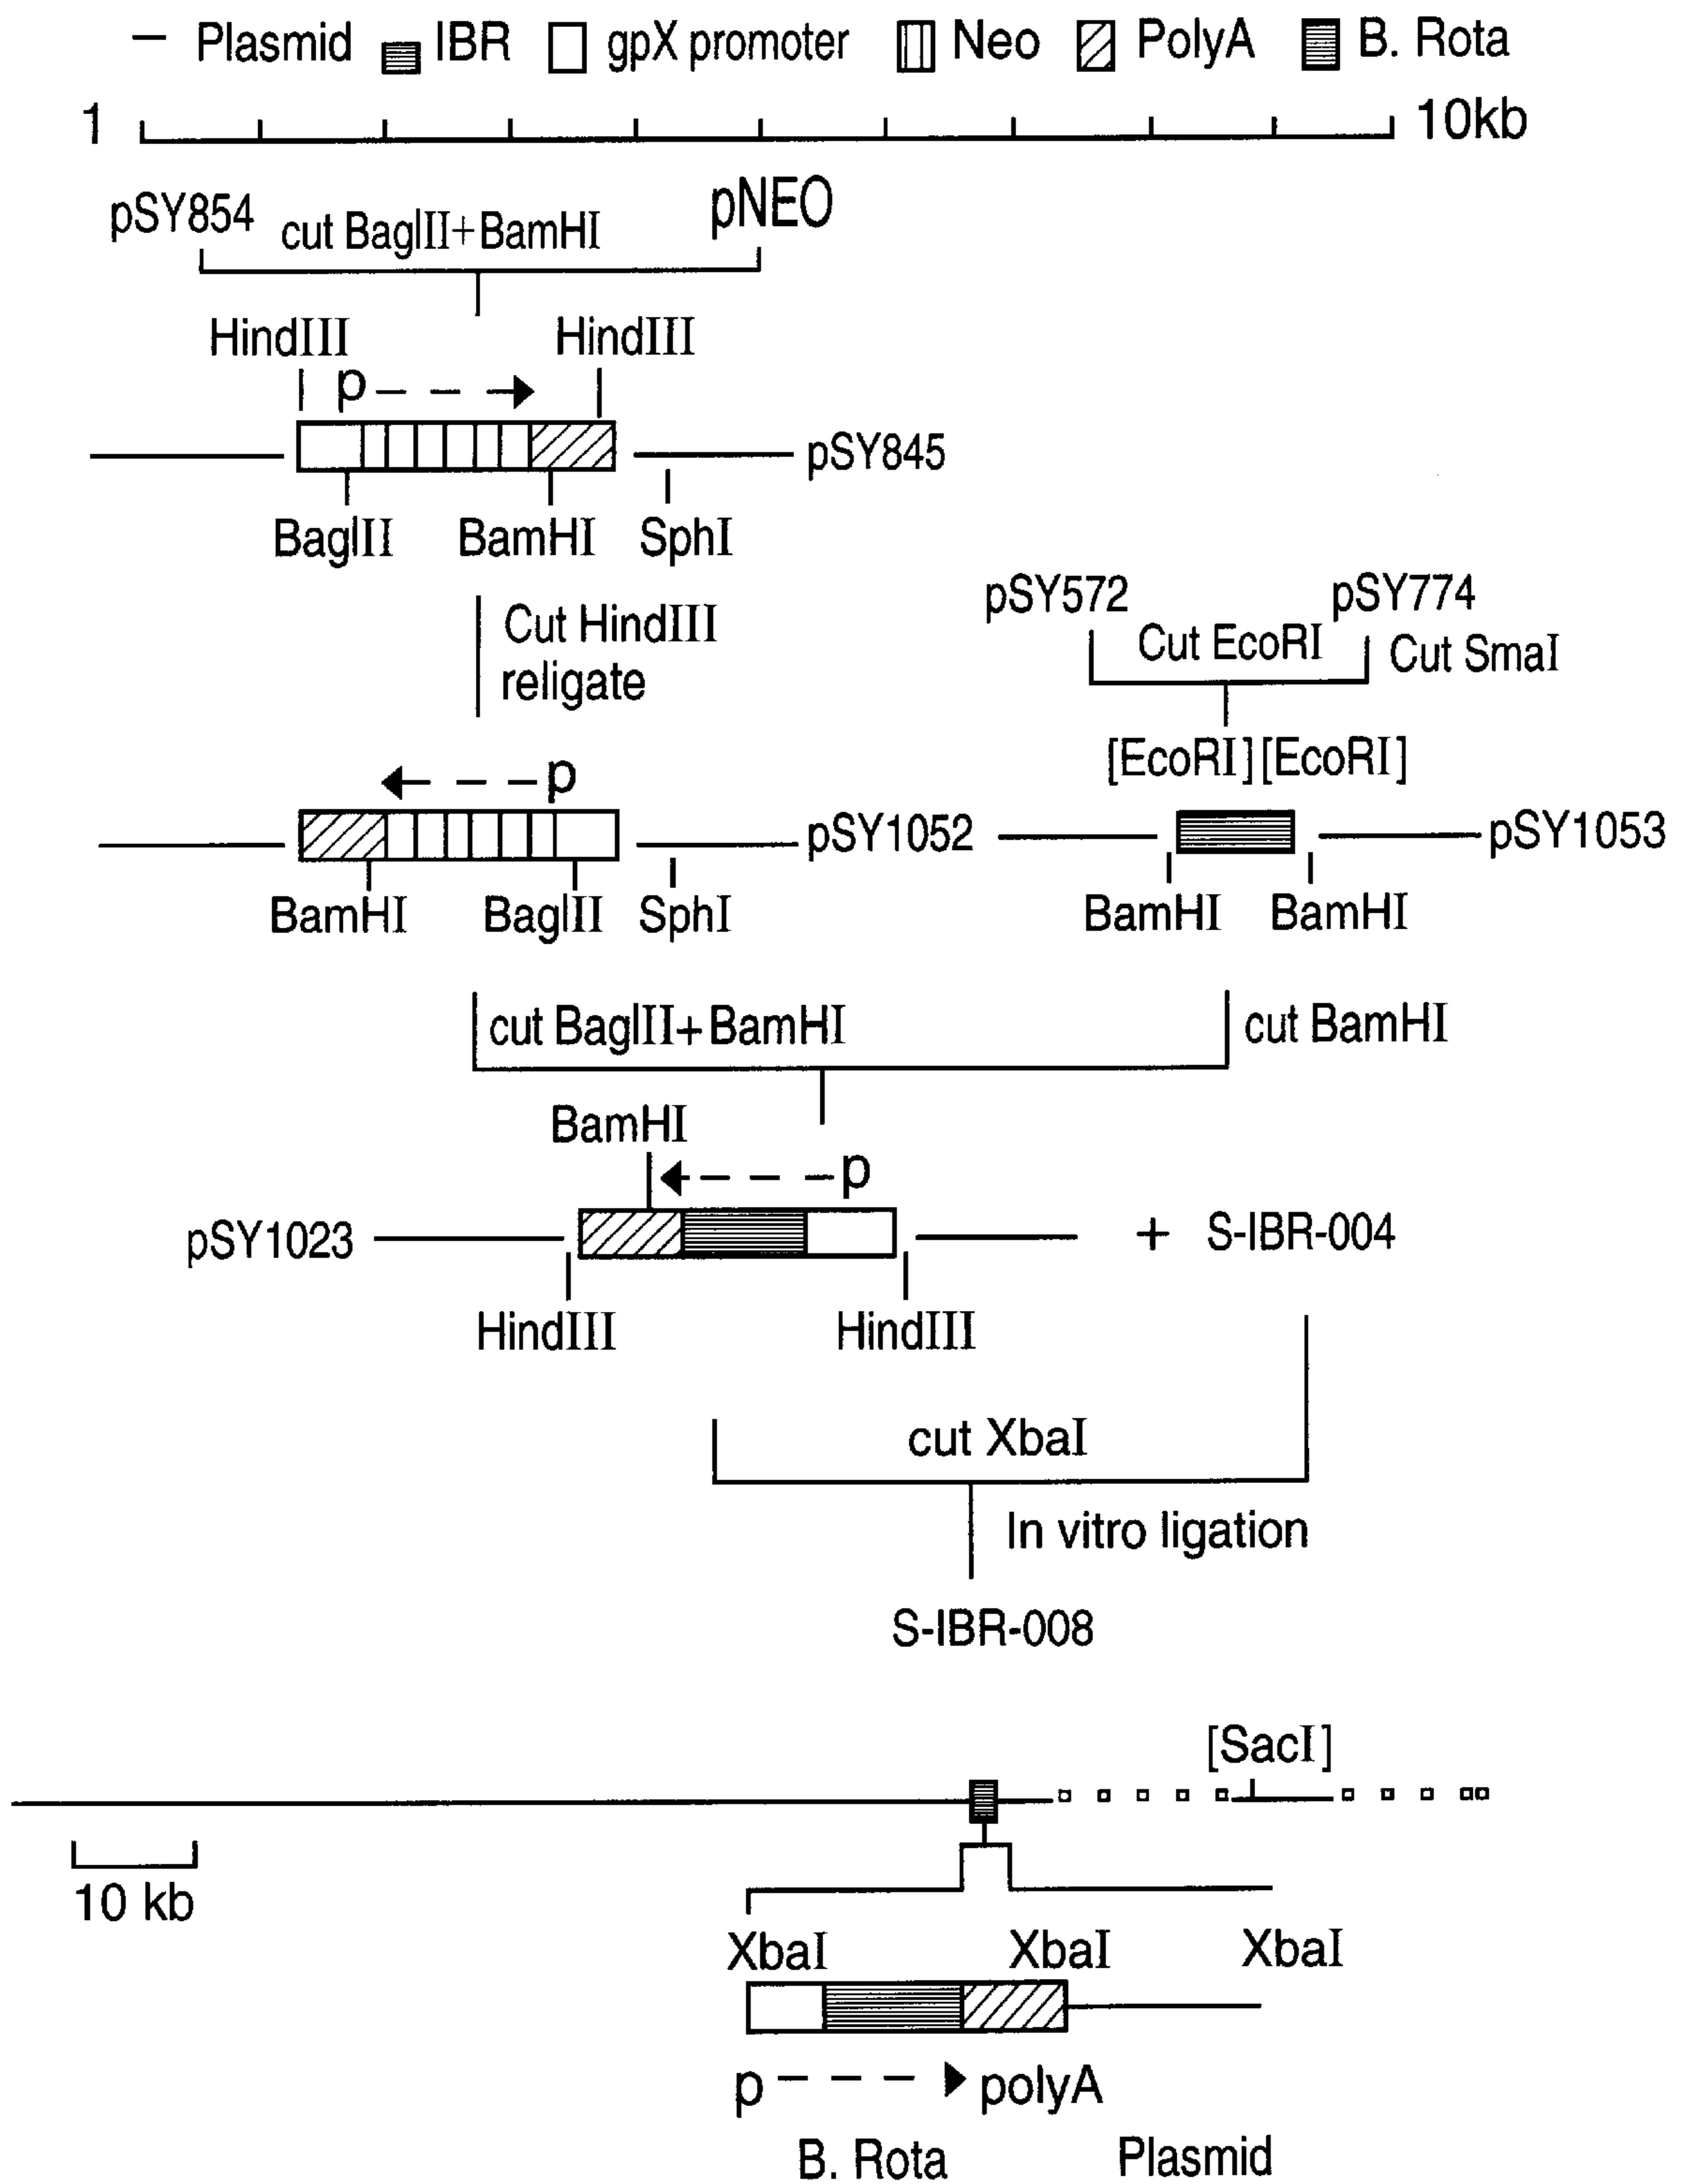 — Plasmid IBR gpX promoter Neo PolyA B. Rota
1 10kb
pSY854 cut BaglII+BamHI pNEO
HindIII HindIII
p
pSY845
BaglII BamHI SphI
Cut HindIII
religate
pSY572 pSY774
Cut EcoRI Cut SmaI
[EcoRI][EcoRI]
p
pSY1052 pSY1053
BamHI BaglII SphI BamHI BamHI
cut BaglII+BamHI cut BamHI
BamHI
p
pSY1023 + S-IBR-004
HindIII HindIII
cut XbaI
In vitro ligation
S-IBR-008
[SacI]
10 kb
XbaI XbaI XbaI
p polyA
B. Rota Plasmid